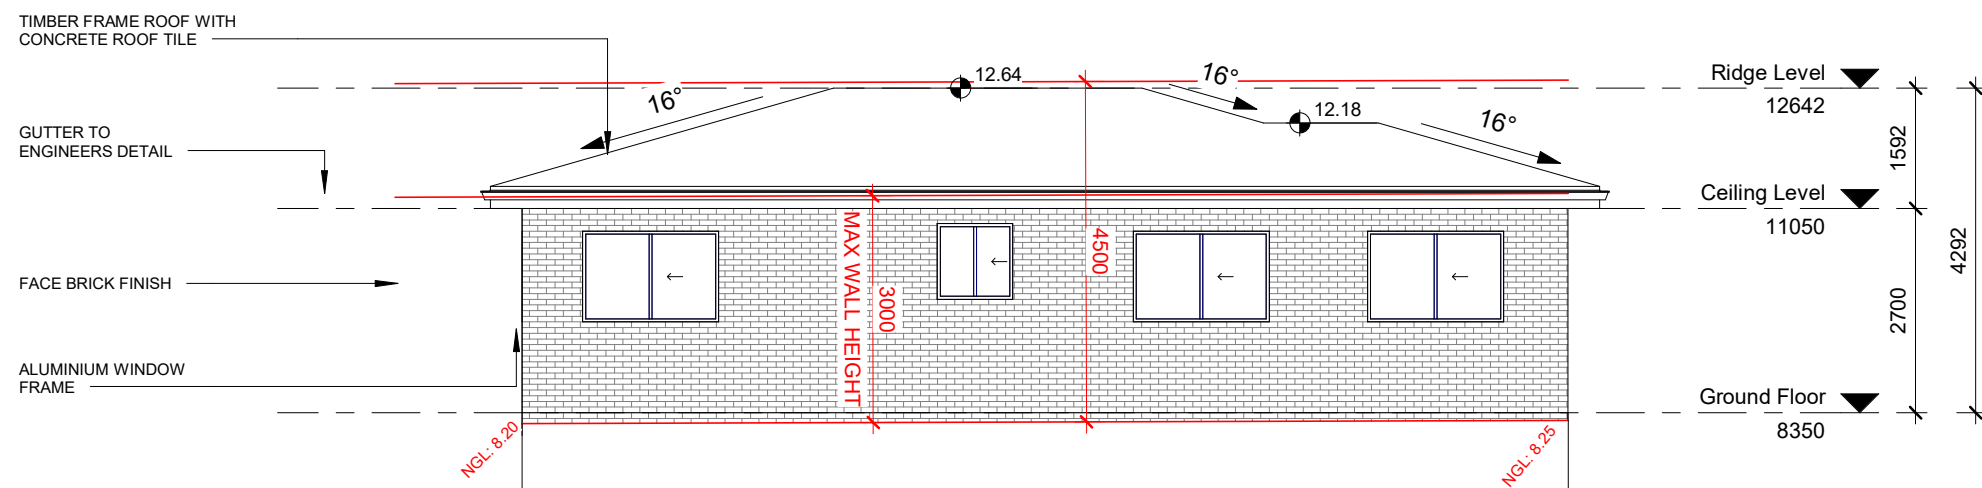 TIMBER FRAME ROOF WITH
CONCRETE ROOF TILE
GUTTER TO
ENGINEERS DETAIL
FACE BRICK FINISH
ALUMINIUM WINDOW
FRAME
16°
12.64
16°
12.18
16°
MAX WALL HEIGHT
3000
4500
NGL: 8.20
NGL: 8.25
Ridge Level
12642
Ceiling Level
11050
Ground Floor
8350
1592
2700
4292